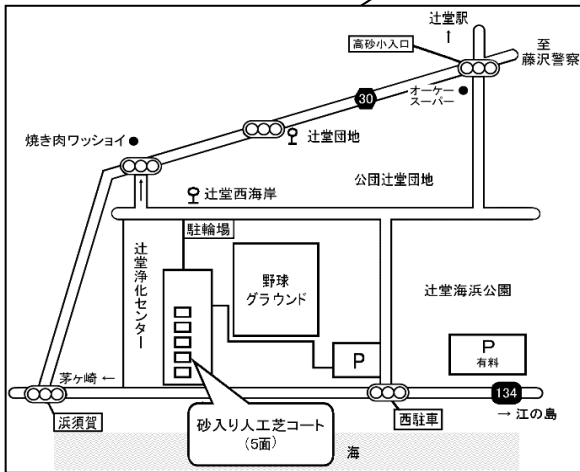 辻堂駅
↑
高砂小入口
至
藤沢警察
オーケー
スーパー
30
焼き肉ワッショイ
辻堂団地
公団辻堂団地
辻堂西海岸
駐輪場
辻堂浄化センター
野球
グラウンド
辻堂海浜公園
P
P
有料
茅ヶ崎 ←
134
→ 江の島
浜須賀
砂入り人工芝コート
（5面）
西駐車
海